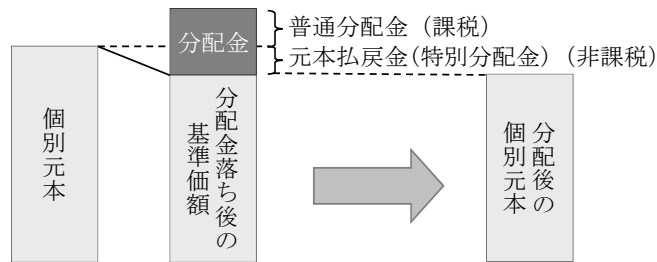 分配金
普通分配金（課税）
元本払戻金（特別分配金）（非課税）
個別元本
分配金落ち後の
基準価額
分配後の
個別元本